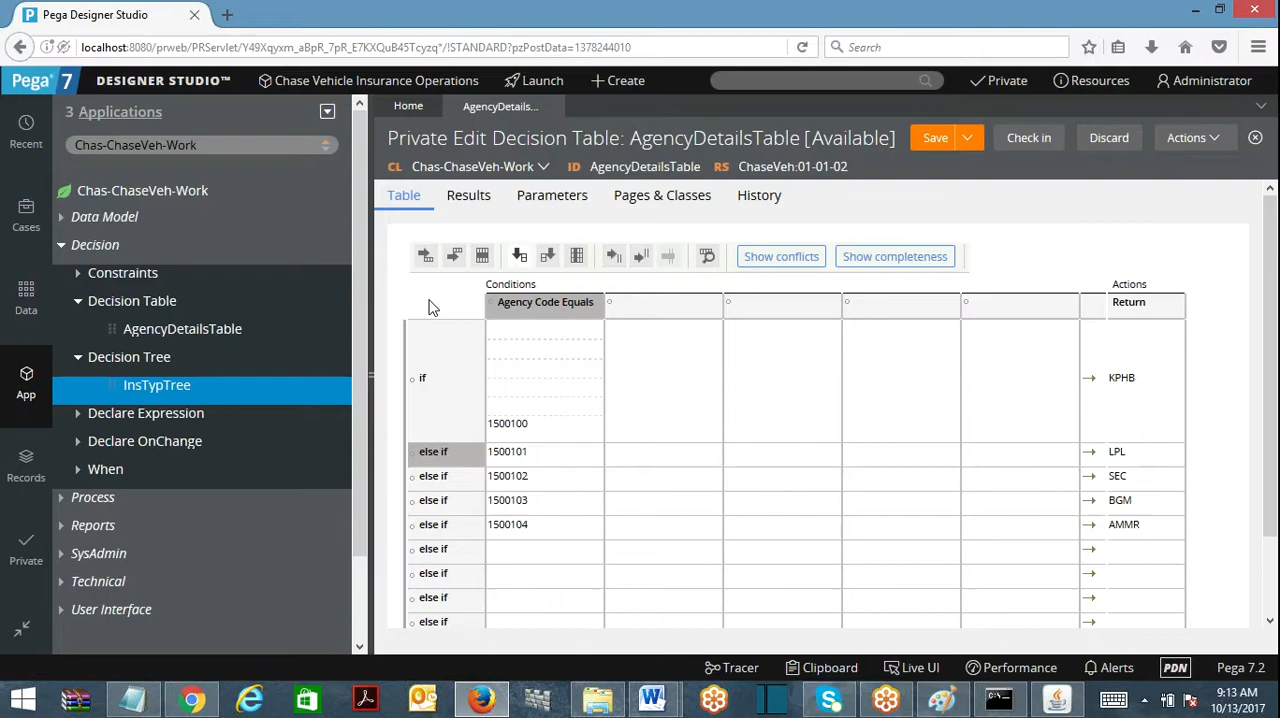 Pega Designer Studio
localhost:8080/prweb/PRServlet/Y49Xqyxm_aBpR_7pR_E7KXQuB45Tcyzq*/!STANDARD?pzPostData=1378244010
Search
Pega 7
DESIGNER STUDIO™
Chase Vehicle Insurance Operations
Launch
Create
Private
Resources
Administrator
3 Applications
Home
AgencyDetails...
Recent
Chas-ChaseVeh-Work
Private Edit Decision Table: AgencyDetailsTable [Available]
Save
Check in
Discard
Actions
CL Chas-ChaseVeh-Work
ID AgencyDetailsTable
RS ChaseVeh:01-01-02
Chas-ChaseVeh-Work
Table
Results
Parameters
Pages & Classes
History
Cases
Data Model
Decision
Constraints
Decision Table
AgencyDetailsTable
Decision Tree
InsTypTree
Declare Expression
Declare OnChange
When
Process
Reports
SysAdmin
Technical
User Interface
Data
App
Records
Private
Show conflicts
Show completeness
Conditions
Actions
Agency Code Equals
Return
if
1500100
KPHB
else if 1500101 LPL
else if 1500102 SEC
else if 1500103 BGM
else if 1500104 AMMR
else if
else if
else if
else if
Tracer
Clipboard
Live UI
Performance
Alerts
PDN
Pega 7.2
9:13 AM
10/13/2017